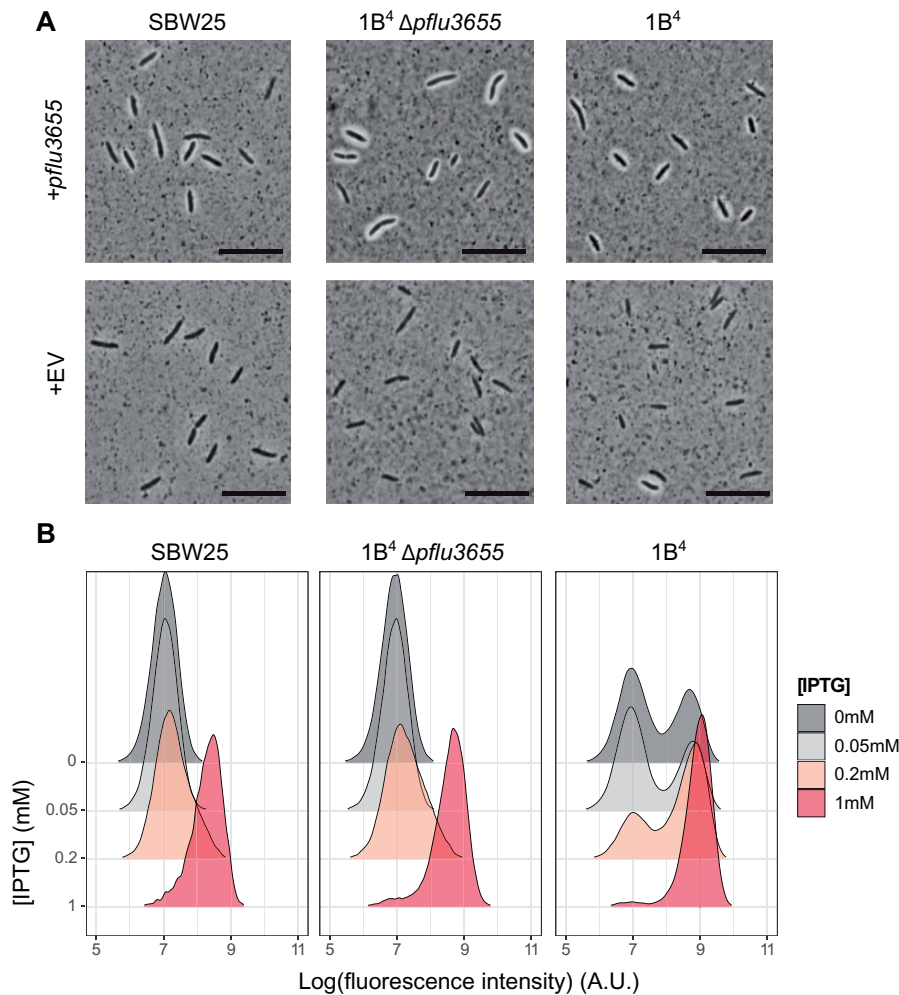 A
SBW25
1B⁴ Δpflu3655
1B⁴
+pflu3655
+EV
B
SBW25
1B⁴ Δpflu3655
1B⁴
[IPTG] (mM)
0
0.05
0.2
1
5 7 9 11
5 7 9 11
5 7 9 11
Log(fluorescence intensity) (A.U.)
[IPTG]
0mM
0.05mM
0.2mM
1mM